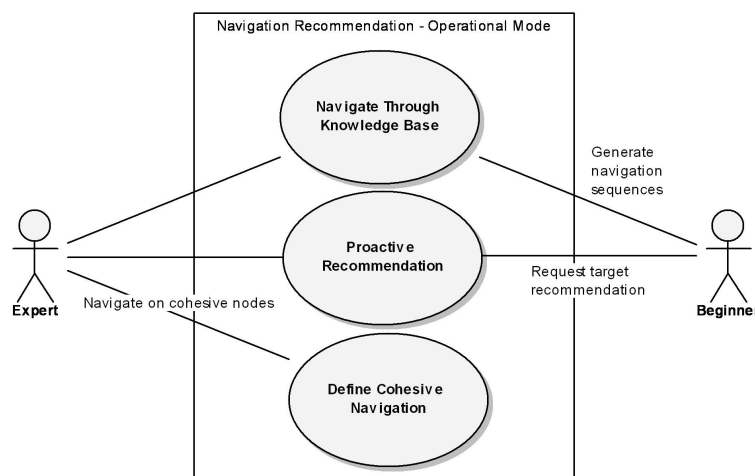 Navigation Recommendation - Operational Mode
Navigate Through
Knowledge Base
Generate
navigation
sequences
Proactive
Recommendation
Request target
recommendation
Expert
Navigate on cohesive nodes
Beginner
Define Cohesive
Navigation